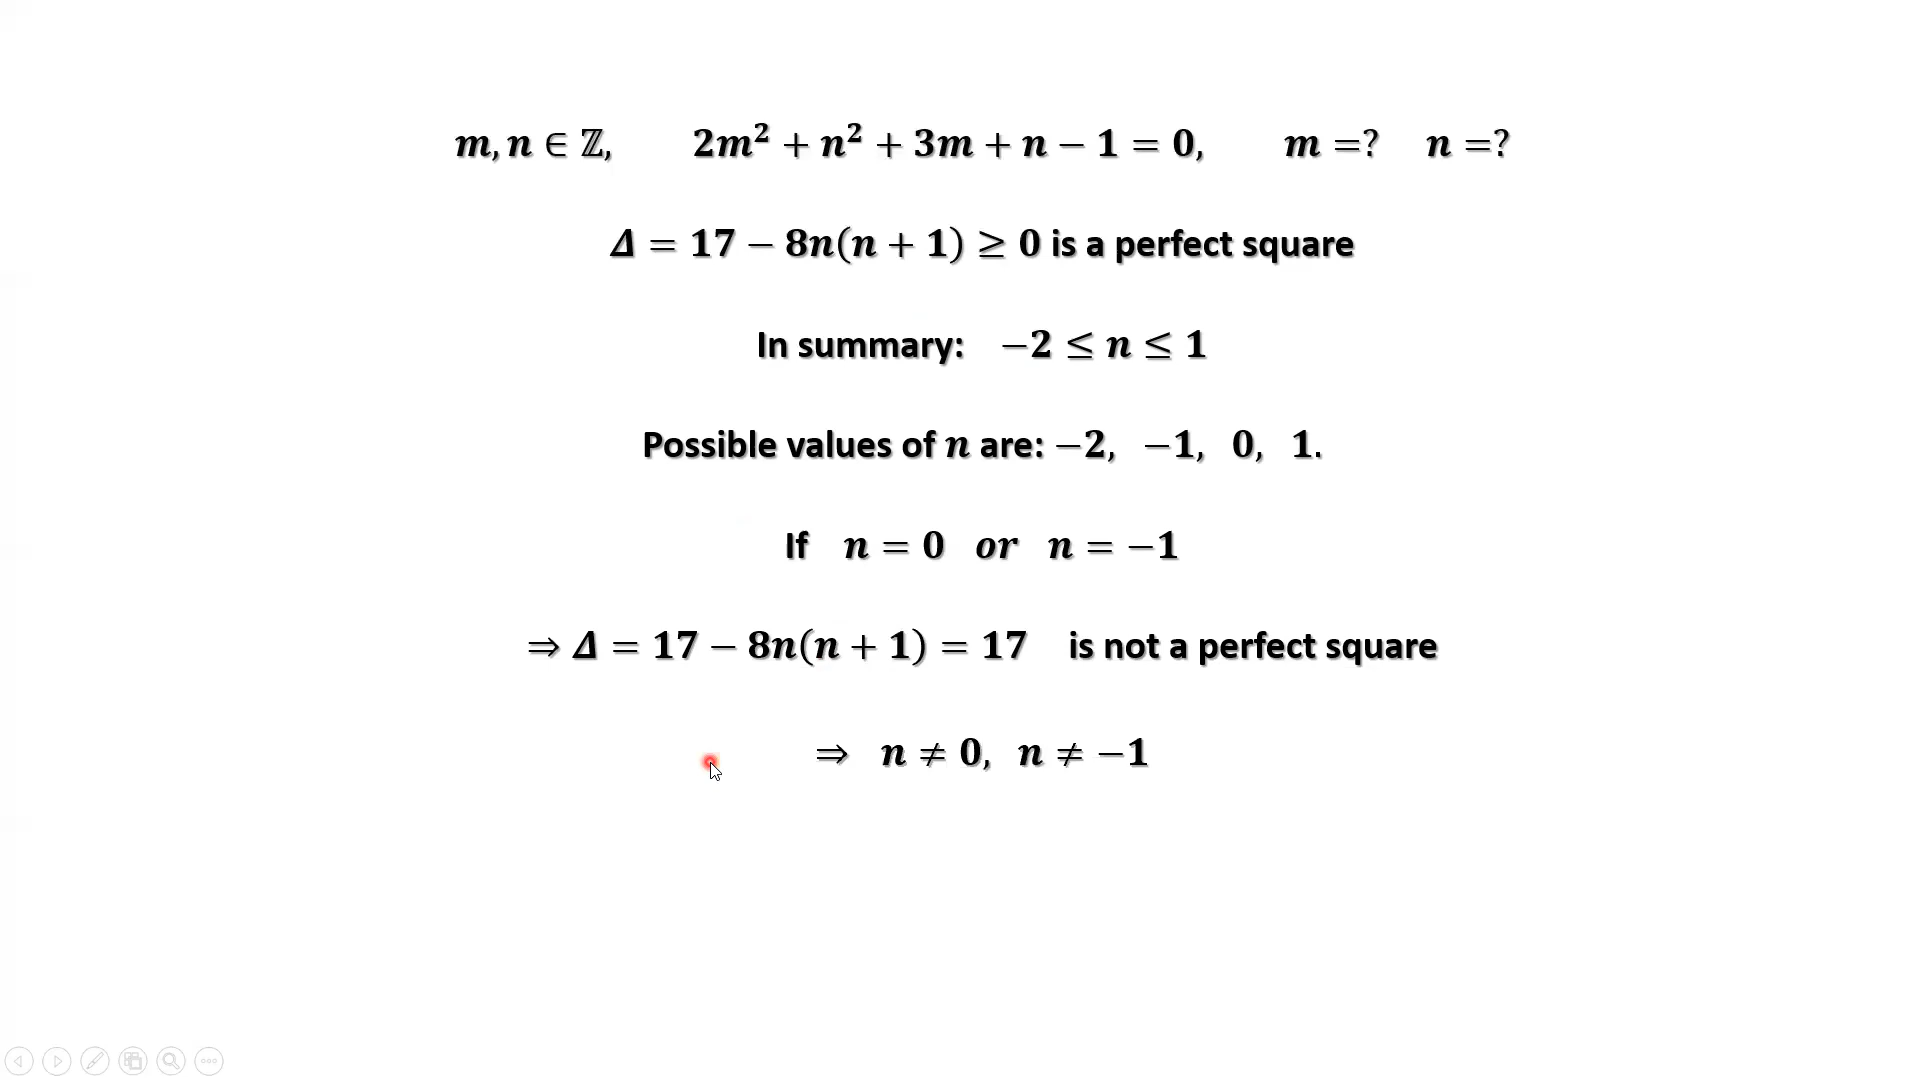 m, n ∈ ℤ, 2m² + n² + 3m + n − 1 = 0, m =? n =?
Δ = 17 − 8n(n + 1) ≥ 0 is a perfect square
In summary: −2 ≤ n ≤ 1
Possible values of n are: −2, −1, 0, 1.
If n = 0 or n = −1
⇒ Δ = 17 − 8n(n + 1) = 17 is not a perfect square
⇒ n ≠ 0, n ≠ −1